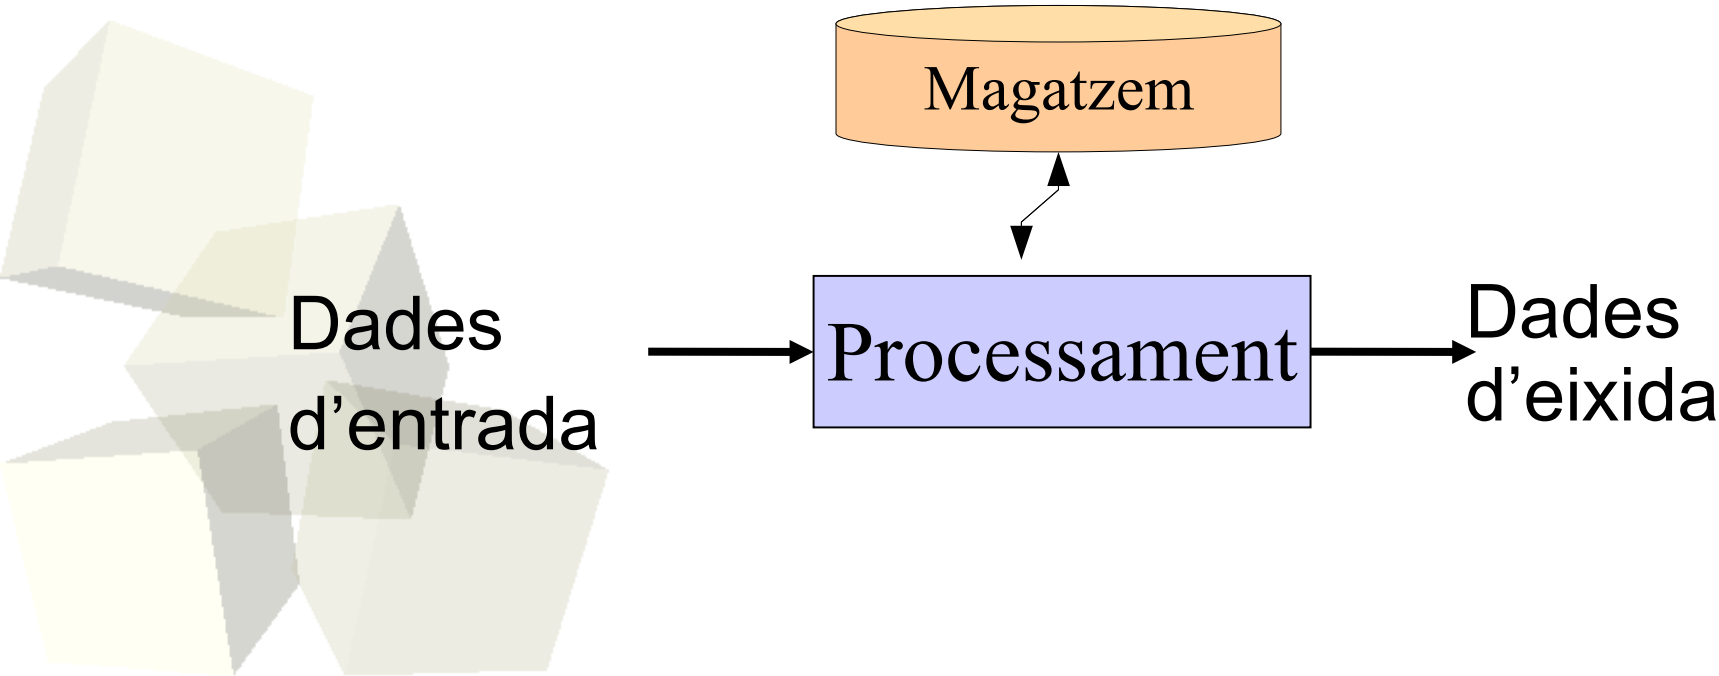 Magatzem
Dades
d’entrada
Processament
Dades
d’eixida